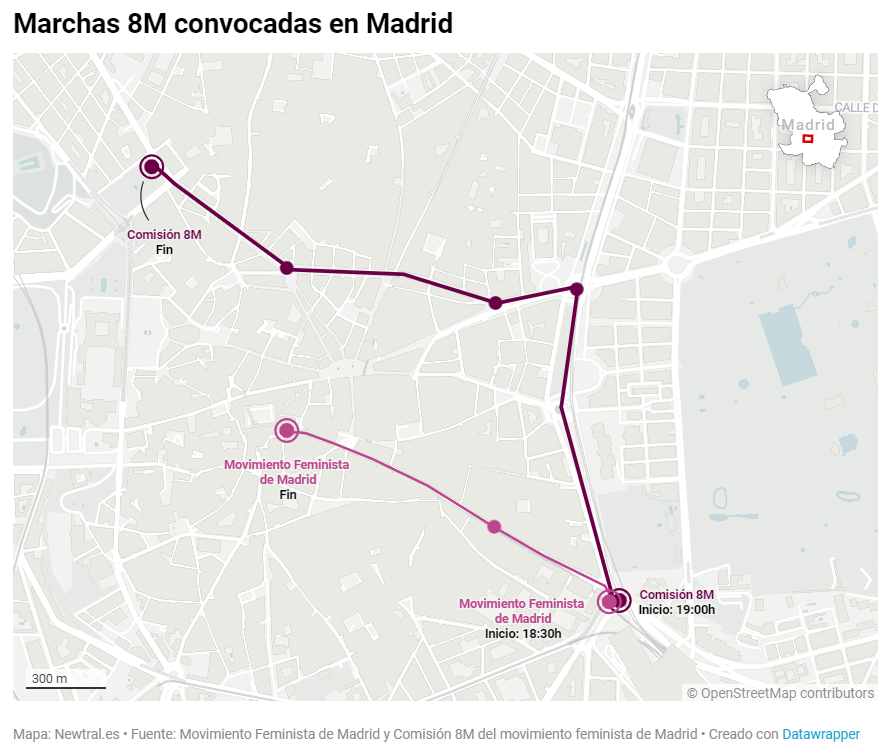 Marchas 8M convocadas en Madrid
CALLE D
Madrid
Comisión 8M
Fin
Movimiento Feminista
de Madrid
Fin
Movimiento Feminista
de Madrid
Inicio: 18:30h
Comisión 8M
Inicio: 19:00h
300 m
© OpenStreetMap contributors
Mapa: Newtral.es • Fuente: Movimiento Feminista de Madrid y Comisión 8M del movimiento feminista de Madrid • Creado con Datawrapper